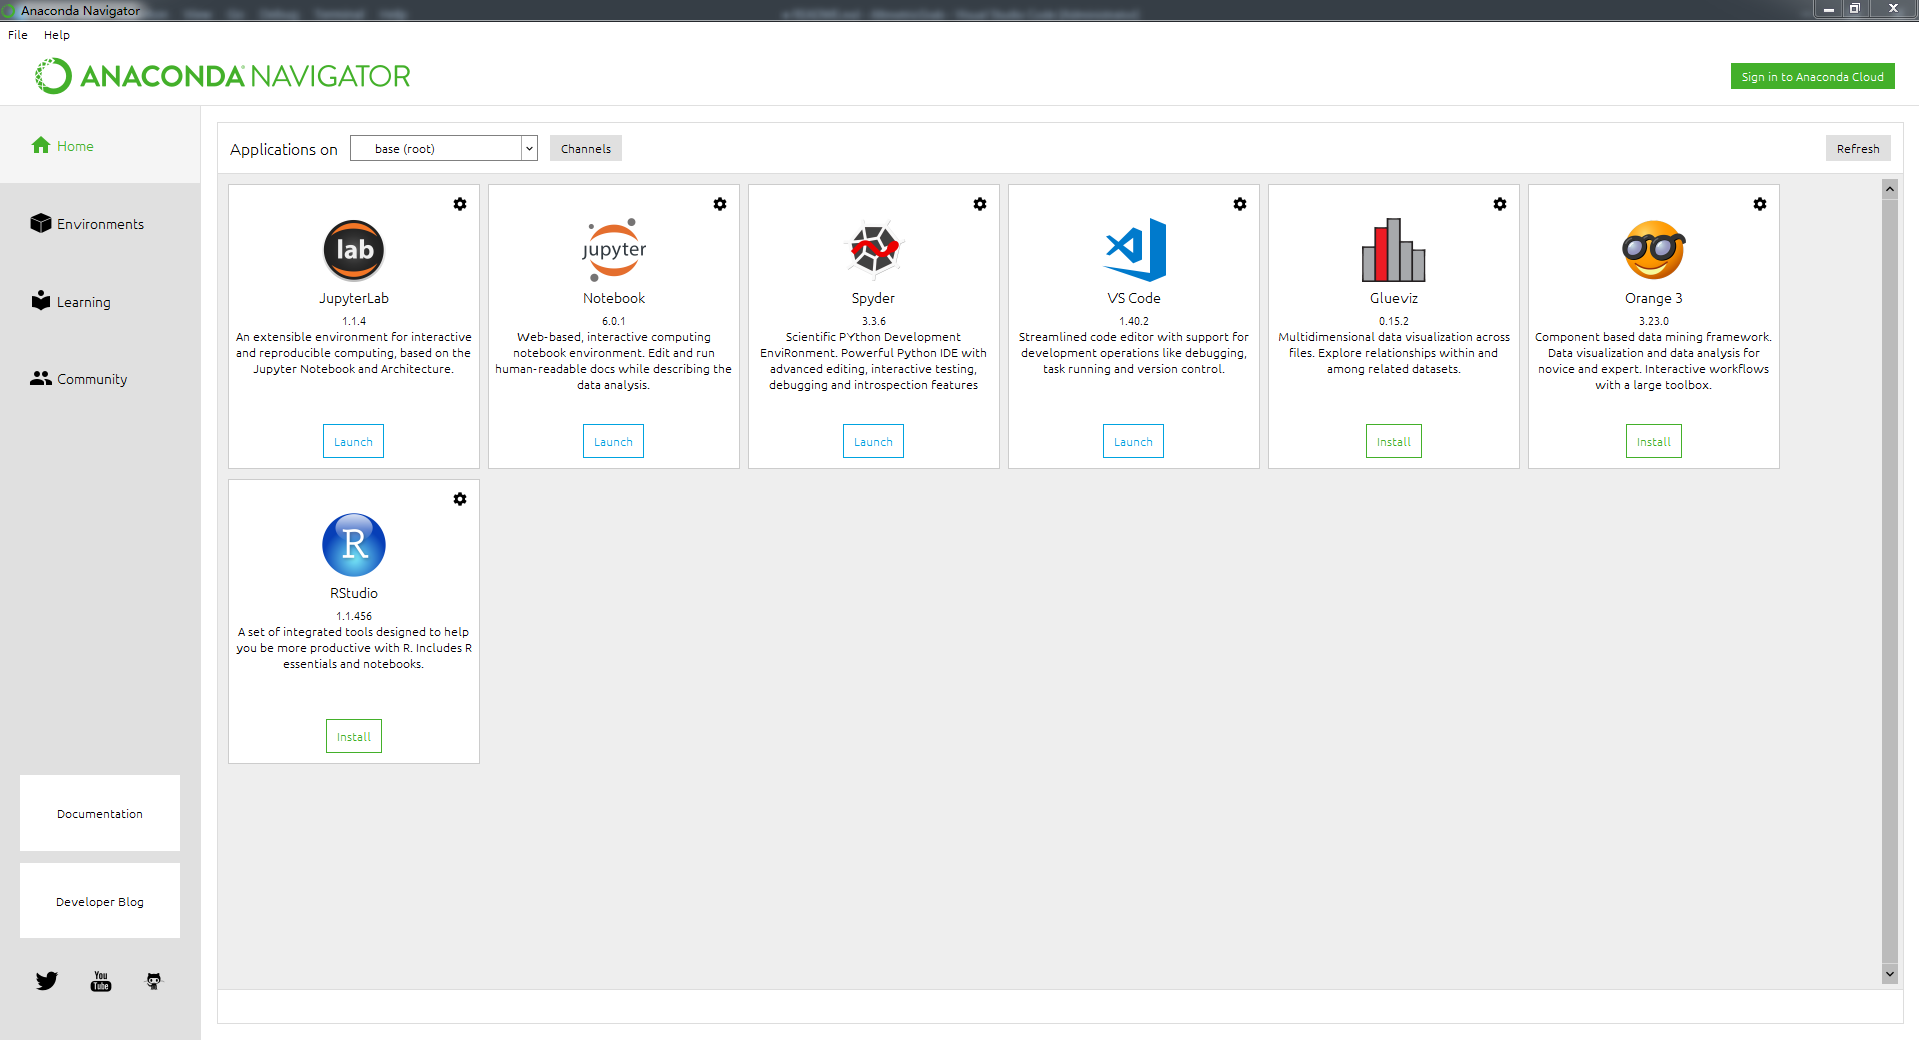 Anaconda Navigator
File Help
ANACONDA NAVIGATOR
Sign in to Anaconda Cloud
Home
Environments
Learning
Community
Documentation
Developer Blog
You
Tube
Applications on base (root) Channels Refresh
lab
JupyterLab
1.1.4
An extensible environment for interactive
and reproducible computing, based on the
Jupyter Notebook and Architecture.
Launch
jupyter
Notebook
6.0.1
Web-based, interactive computing
notebook environment. Edit and run
human-readable docs while describing the
data analysis.
Launch
Spyder
3.3.6
Scientific PYthon Development
EnviRonment. Powerful Python IDE with
advanced editing, interactive testing,
debugging and introspection features
Launch
VS Code
1.40.2
Streamlined code editor with support for
development operations like debugging,
task running and version control.
Launch
Glueviz
0.15.2
Multidimensional data visualization across
files. Explore relationships within and
among related datasets.
Install
Orange 3
3.23.0
Component based data mining framework.
Data visualization and data analysis for
novice and expert. Interactive workflows
with a large toolbox.
Install
R
RStudio
1.1.456
A set of integrated tools designed to help
you be more productive with R. Includes R
essentials and notebooks.
Install